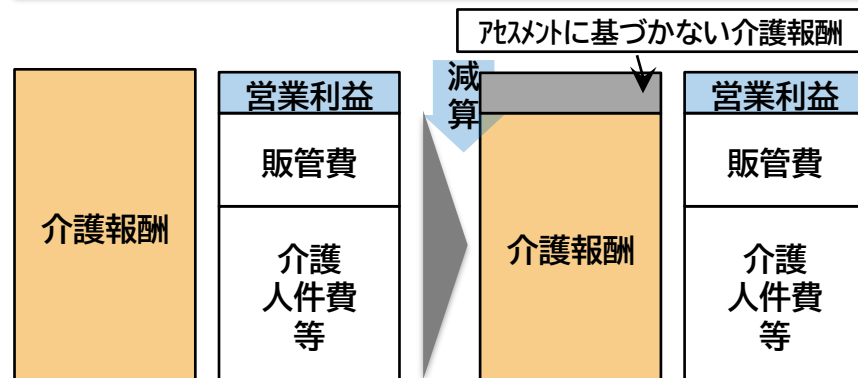 ｱｾｽﾒﾝﾄに基づかない介護報酬
介護報酬
営業利益
販管費
介護
人件費
等
減
算
介護報酬
営業利益
販管費
介護
人件費
等